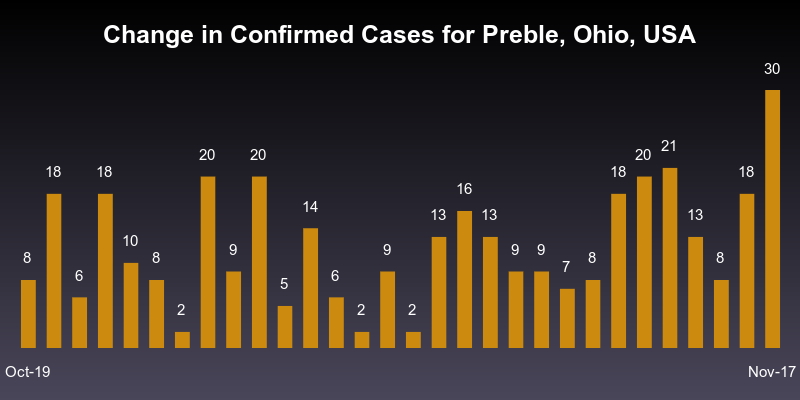 Change in Confirmed Cases for Preble, Ohio, USA
8 18 6 18 10 8 2 20 9 20 5 14 6 2 9 2 13 16 13 9 9 7 8 18 20 21 13 8 18 30
Oct-19 Nov-17